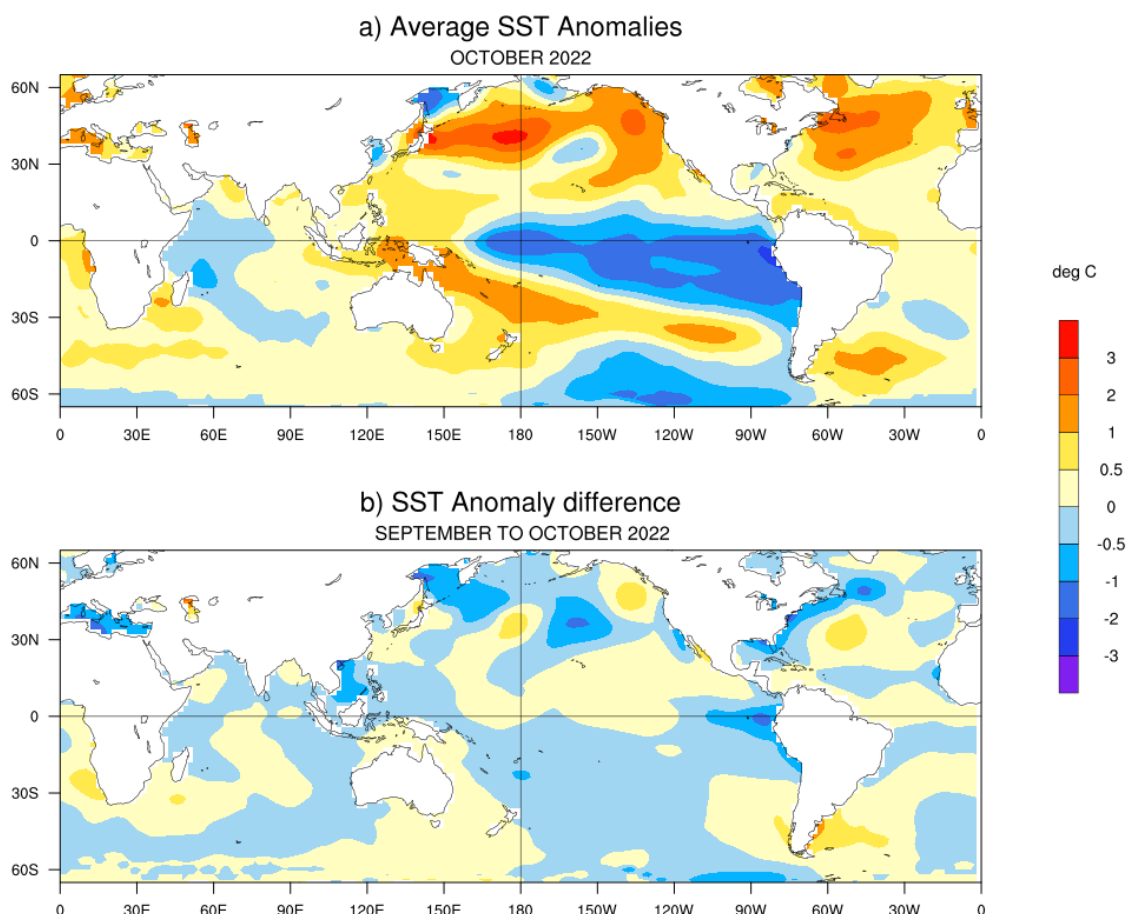 a) Average SST Anomalies
OCTOBER 2022
60N
30N
0
30S
60S
0 30E 60E 90E 120E 150E 180 150W 120W 90W 60W 30W 0
b) SST Anomaly difference
SEPTEMBER TO OCTOBER 2022
60N
30N
0
30S
60S
0 30E 60E 90E 120E 150E 180 150W 120W 90W 60W 30W 0
deg C
3
2
1
0.5
0
-0.5
-1
-2
-3